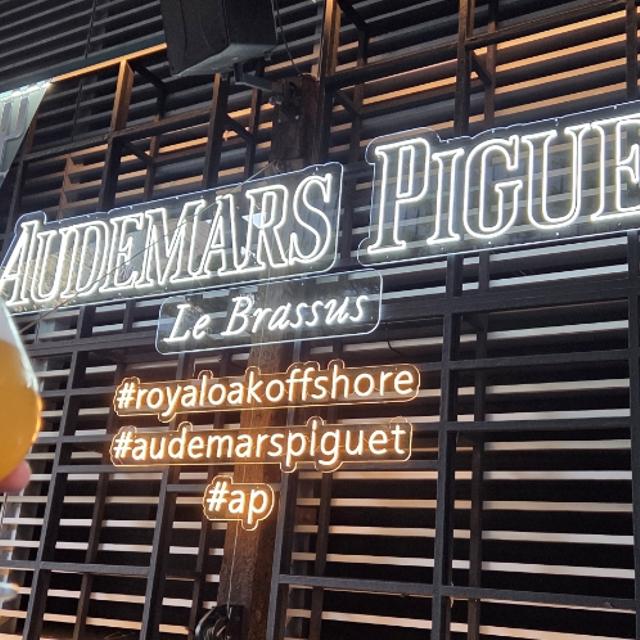 AUDEMARS PIGUE
Le Brassus
#royaloakoffshore
#audemarspiguet
#ap